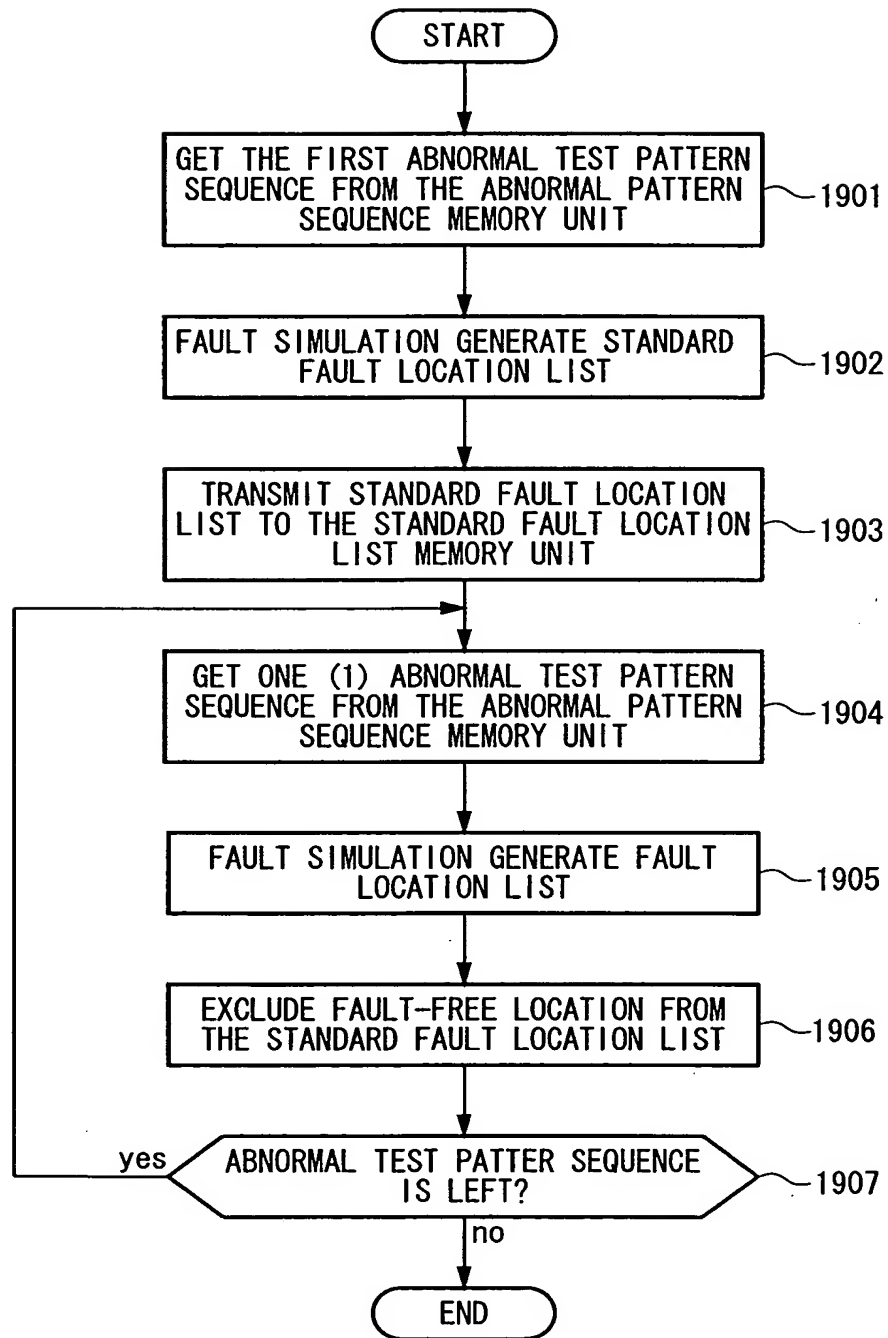 START
GET THE FIRST ABNORMAL TEST PATTERN
SEQUENCE FROM THE ABNORMAL PATTERN
SEQUENCE MEMORY UNIT
1901
FAULT SIMULATION GENERATE STANDARD
FAULT LOCATION LIST
1902
TRANSMIT STANDARD FAULT LOCATION
LIST TO THE STANDARD FAULT LOCATION
LIST MEMORY UNIT
1903
GET ONE (1) ABNORMAL TEST PATTERN
SEQUENCE FROM THE ABNORMAL PATTERN
SEQUENCE MEMORY UNIT
1904
FAULT SIMULATION GENERATE FAULT
LOCATION LIST
1905
EXCLUDE FAULT-FREE LOCATION FROM
THE STANDARD FAULT LOCATION LIST
1906
yes
ABNORMAL TEST PATTER SEQUENCE
IS LEFT?
1907
no
END